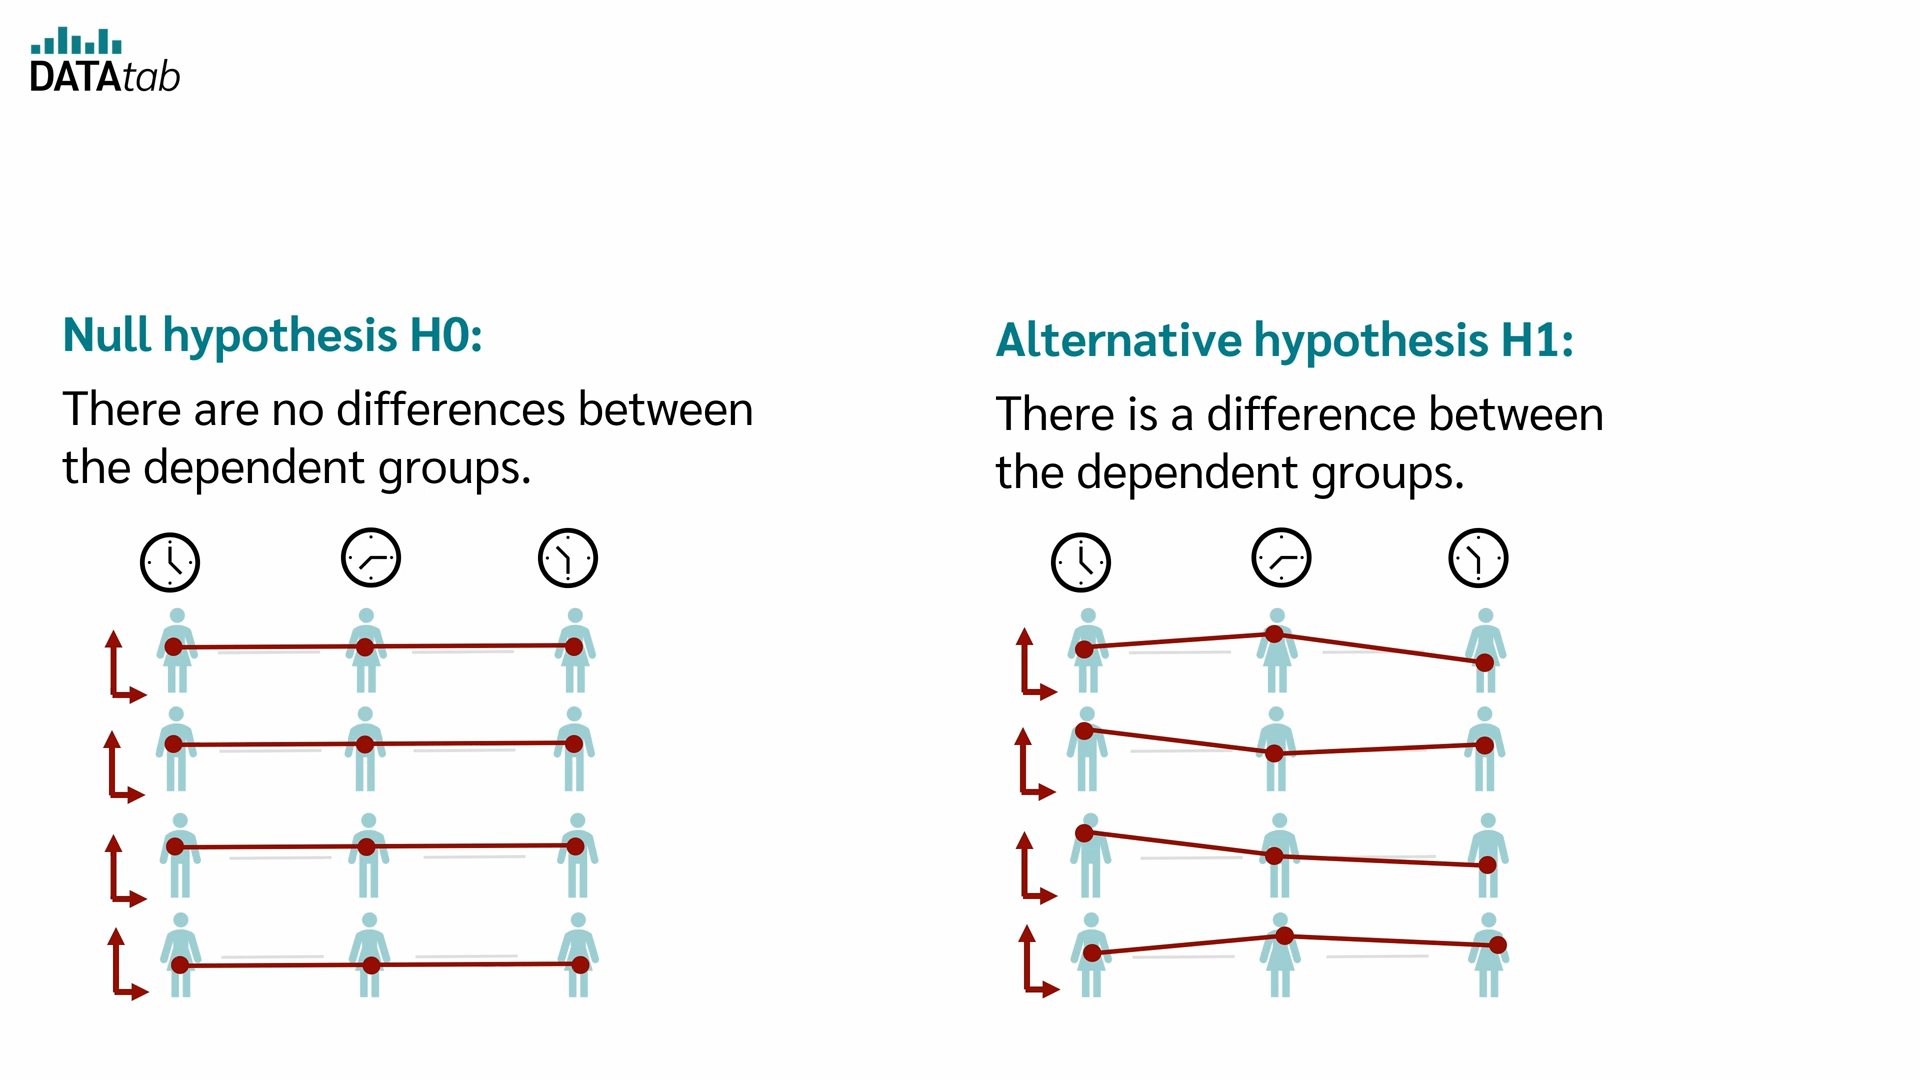 DATAtab
Null hypothesis H0:
There are no differences between
the dependent groups.
Alternative hypothesis H1:
There is a difference between
the dependent groups.